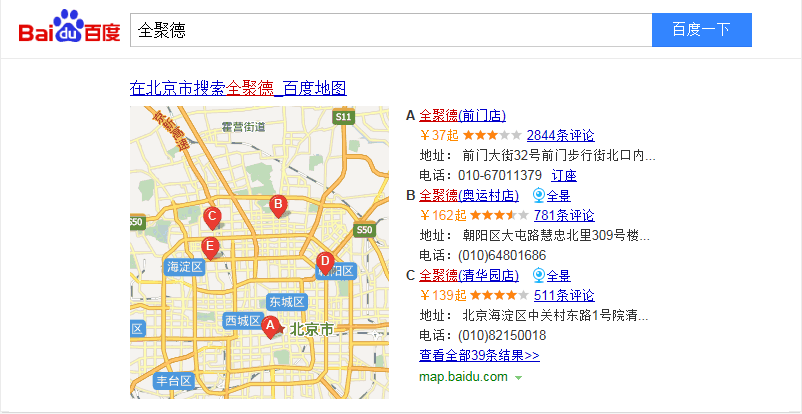 Bai du 百度
全聚德
百度一下
在北京市搜索全聚德_百度地图
京新高速
霍营街道
S11
S50
S50
B
C
E
D
海淀区
朝阳区
东城区
西城区
A
北京市
丰台区
A 全聚德(前门店)
￥37起 2844条评论
地址： 前门大街32号前门步行街北口内...
电话：010-67011379 订座
B 全聚德(奥运村店) 全景
￥162起 781条评论
地址： 朝阳区大屯路慧忠北里309号楼...
电话：(010)64801686
C 全聚德(清华园店) 全景
￥139起 511条评论
地址： 北京海淀区中关村东路1号院清...
电话：(010)82150018
查看全部39条结果>>
map.baidu.com